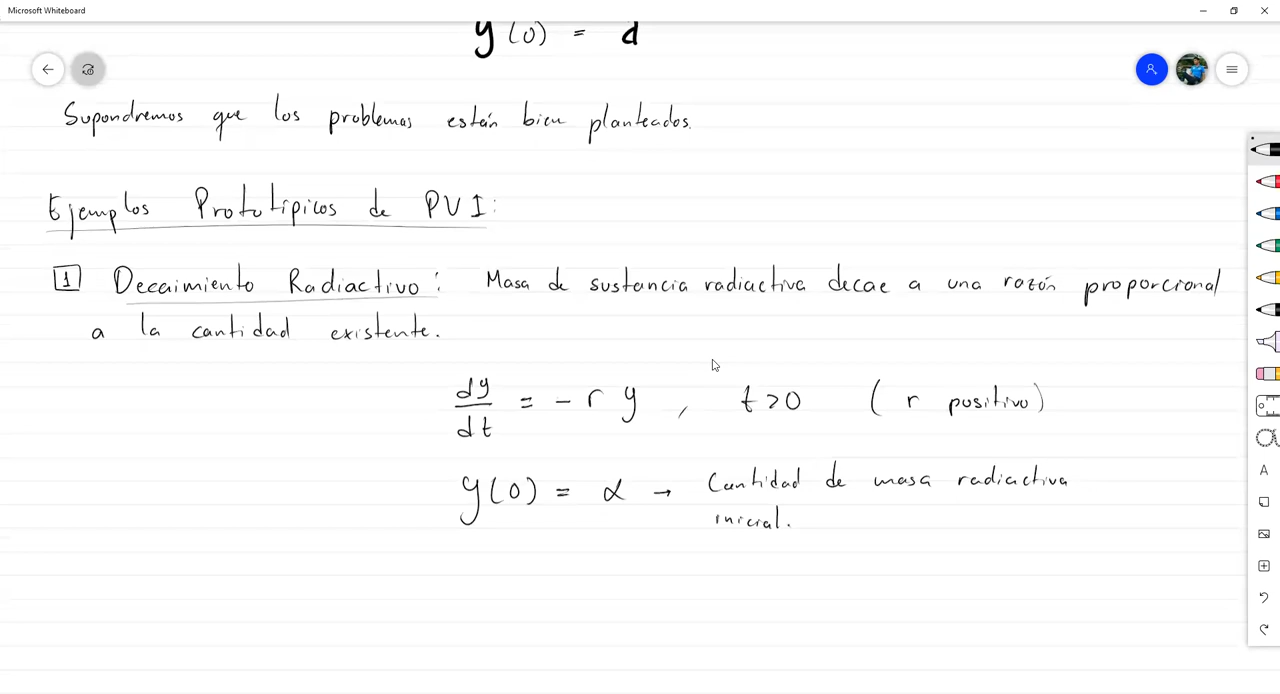 Microsoft Whiteboard
y(0) = α
Supondremos que los problemas están bien planteados.
Ejemplos Prototípicos de PVI:
1 Decaimiento Radiactivo: Masa de sustancia radiactiva decae a una razón proporcional
a la cantidad existente.
dy/dt = - r y , t>0 ( r positivo)
y(0) = α → Cantidad de masa radiactiva
inicial.
A